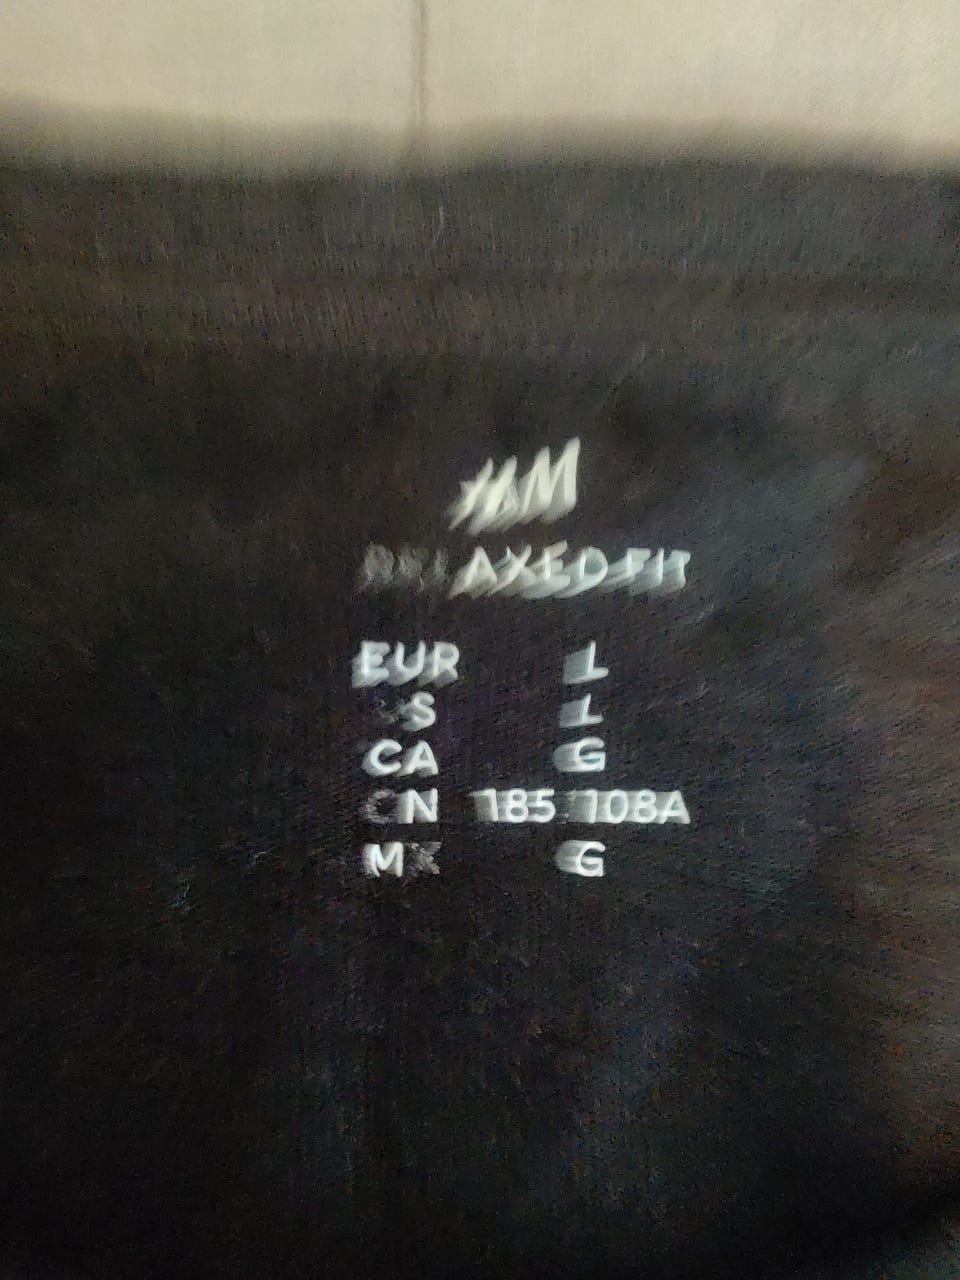 H&M
RELAXED FIT
EUR L
US L
CA G
CN 185/108A
MX G